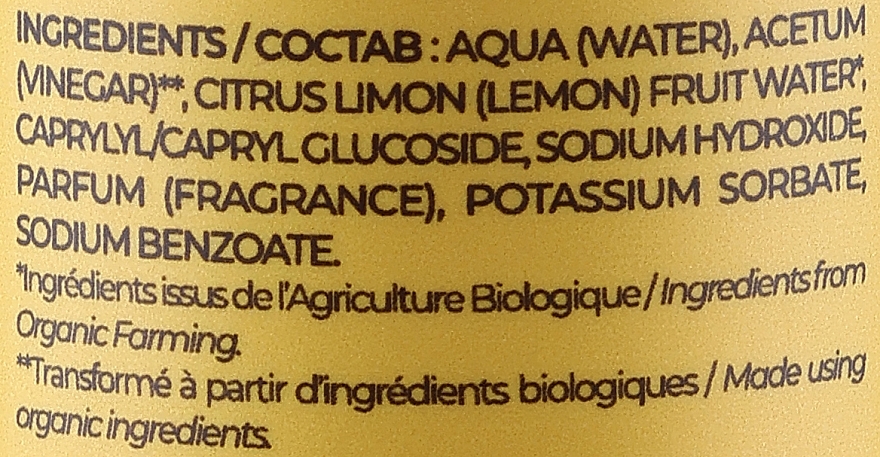 INGREDIENTS / СОСТАВ : AQUA (WATER), ACETUM
(VINEGAR)**, CITRUS LIMON (LEMON) FRUIT WATER*,
CAPRYLYL/CAPRYL GLUCOSIDE, SODIUM HYDROXIDE,
PARFUM (FRAGRANCE), POTASSIUM SORBATE,
SODIUM BENZOATE.
*Ingrédients issus de l'Agriculture Biologique / Ingredients from
Organic Farming.
**Transformé à partir d'ingrédients biologiques / Made using
organic ingredients.